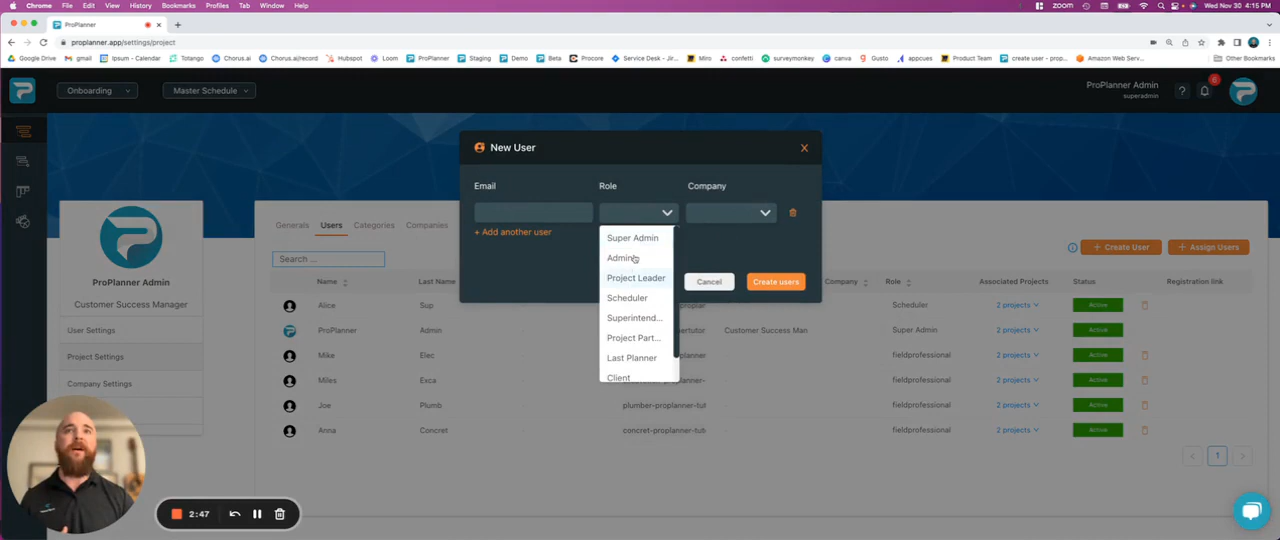 Chrome File Edit View History Bookmarks Profiles Tab Window Help
zoom Wed Nov 30 4:15 PM
ProPlanner
proplanner.app/settings/project
Google Drive gmail Ipsum - Calendar Totango Chorus.ai Chorus.ai/record Hubspot Loom ProPlanner Staging Demo Beta Procore Service Desk - Jir... Miro confetti surveymonkey canva Gusto appcues Product Team create user - prop... Amazon Web Serv... Other Bookmarks
Onboarding Master Schedule
ProPlanner Admin
superadmin
? 6
New User X
Email Role Company
+ Add another user
Super Admin
Admin
Project Leader
Scheduler
Superintend...
Project Part...
Last Planner
Client
Cancel Create users
Generals Users Categories Companies
Search ...
+ Create User + Assign Users
ProPlanner Admin
Customer Success Manager
User Settings
Project Settings
Company Settings
Name Last Name Company Role Associated Projects Status Registration link
Alice Sup Scheduler 2 projects Active
ProPlanner Admin Customer Success Man Super Admin 2 projects Active
Mike Elec fieldprofessional 2 projects Active
Miles Exca fieldprofessional 2 projects Active
Joe Plumb plumber-proplanner-tut - fieldprofessional 2 projects Active
Anna Concret concret-proplanner-tut - fieldprofessional 2 projects Active
< 1 >
2:47